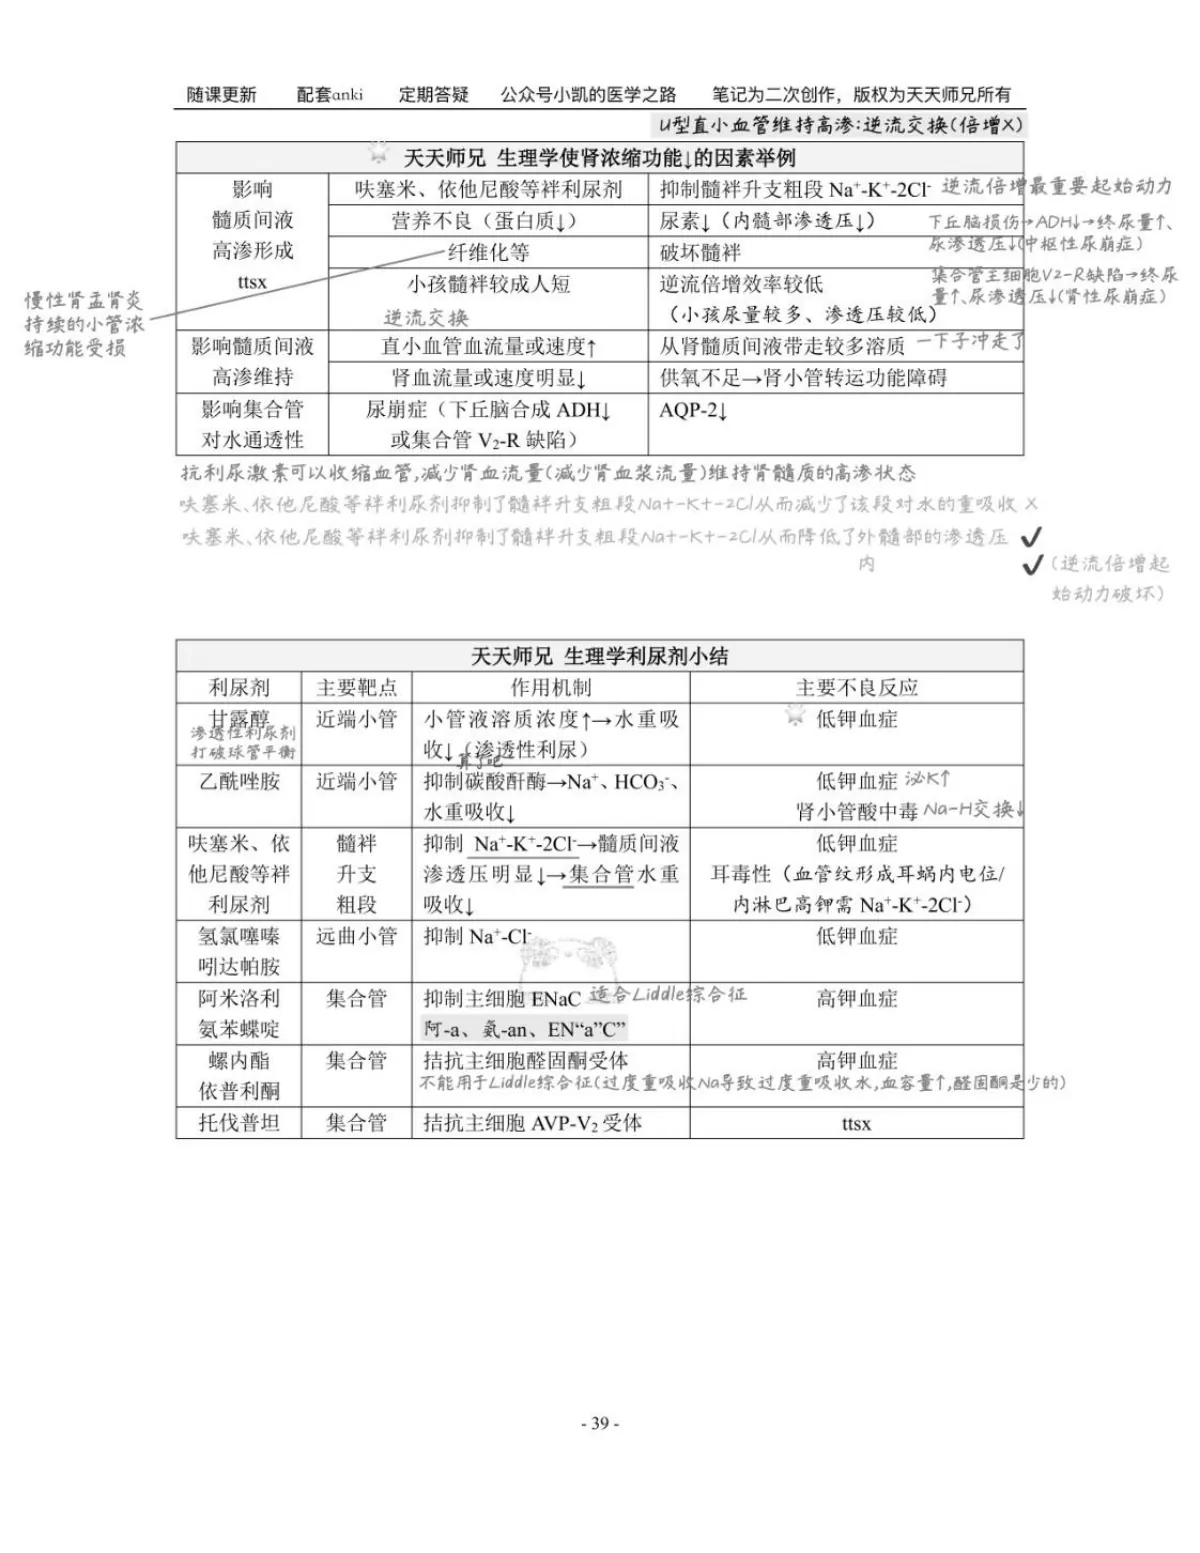 随课更新 配套anki 定期答疑 公众号小凯的医学之路 笔记为二次创作，版权为天天师兄所有
U型直小血管维持高渗:逆流交换(倍增X)
天天师兄 生理学使肾浓缩功能↓的因素举例
影响
髓质间液
高渗形成
ttsx
呋塞米、依他尼酸等袢利尿剂
抑制髓袢升支粗段 Na⁺-K⁺-2Cl⁻
逆流倍增最重要起始动力
营养不良（蛋白质↓）
尿素↓（内髓部渗透压↓）
下丘脑损伤→ADH↓→终尿量↑、
尿渗透压↓(中枢性尿崩症)
纤维化等
破坏髓袢
集合管主细胞V2-R缺陷→终尿
量↑、尿渗透压↓(肾性尿崩症)
慢性肾盂肾炎
持续的小管浓
缩功能受损
小孩髓袢较成人短
逆流交换
逆流倍增效率较低
（小孩尿量较多、渗透压较低）
影响髓质间液
高渗维持
直小血管血流量或速度↑
从肾髓质间液带走较多溶质
一下子冲走了
肾血流量或速度明显↓
供氧不足→肾小管转运功能障碍
影响集合管
对水通透性
尿崩症（下丘脑合成 ADH↓
或集合管 V₂-R 缺陷）
AQP-2↓
抗利尿激素可以收缩血管,减少肾血流量(减少肾血浆流量)维持肾髓质的高渗状态
呋塞米、依他尼酸等袢利尿剂抑制了髓袢升支粗段Na+-K+-2Cl从而减少了该段对水的重吸收 X
呋塞米、依他尼酸等袢利尿剂抑制了髓袢升支粗段Na+-K+-2Cl从而降低了外髓部的渗透压 ✓
内 ✓(逆流倍增起
始动力破坏)
天天师兄 生理学利尿剂小结
利尿剂 主要靶点 作用机制 主要不良反应
甘露醇
渗透性利尿剂
打破球管平衡
近端小管
小管液溶质浓度↑→水重吸
收↓（渗透性利尿）
低钾血症
算了吧
乙酰唑胺
近端小管
抑制碳酸酐酶→Na⁺、HCO₃⁻、
水重吸收↓
低钾血症 泌K↑
肾小管酸中毒 Na-H交换↓
呋塞米、依
他尼酸等袢
利尿剂
髓袢
升支
粗段
抑制 Na⁺-K⁺-2Cl⁻→髓质间液
渗透压明显↓→集合管水重
吸收↓
低钾血症
耳毒性（血管纹形成耳蜗内电位/
内淋巴高钾需 Na⁺-K⁺-2Cl⁻）
氢氯噻嗪
吲达帕胺
远曲小管
抑制 Na⁺-Cl⁻
低钾血症
阿米洛利
氨苯蝶啶
集合管
抑制主细胞 ENaC 适合Liddle综合征
阿-a、氨-an、EN“a”C”
高钾血症
螺内酯
依普利酮
集合管
拮抗主细胞醛固酮受体
高钾血症
不能用于Liddle综合征(过度重吸收Na导致过度重吸收水,血容量↑,醛固酮是少的)
托伐普坦 集合管 拮抗主细胞 AVP-V₂ 受体 ttsx
- 39 -